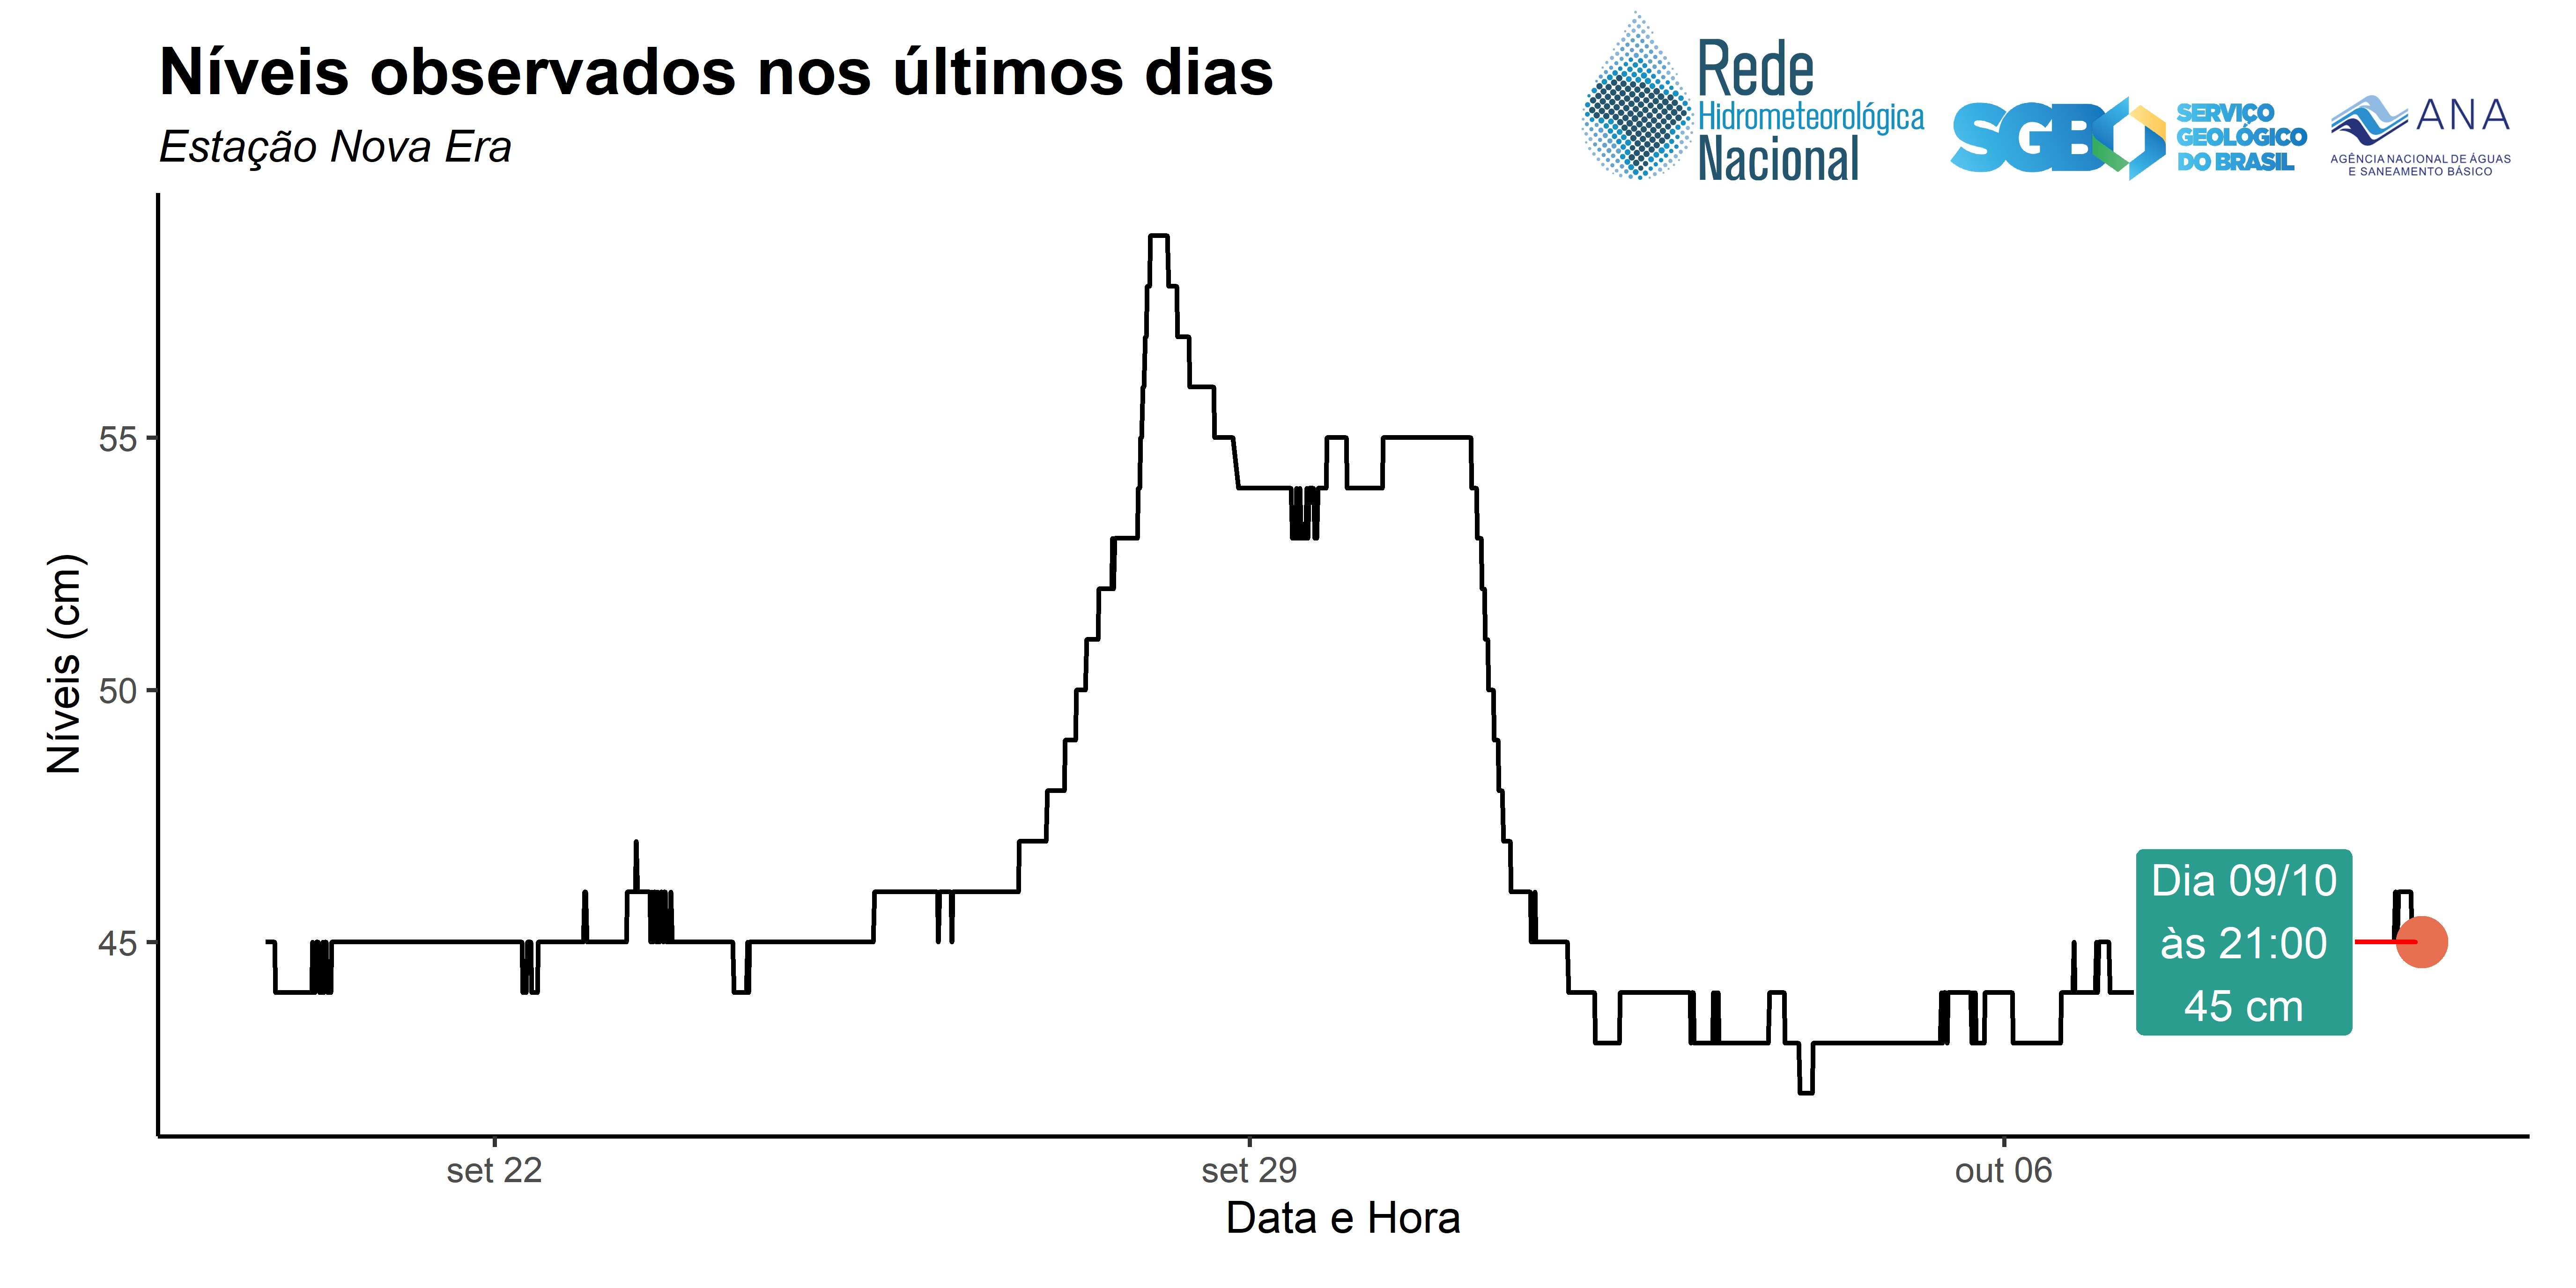 Níveis observados nos últimos dias
Estação Nova Era
Rede
Hidrometeorológica
Nacional
SGB
SERVIÇO
GEOLÓGICO
DO BRASIL
ANA
AGÊNCIA NACIONAL DE ÁGUAS
E SANEAMENTO BÁSICO
Níveis (cm)
55
50
45
Dia 09/10
às 21:00
45 cm
set 22
set 29
out 06
Data e Hora